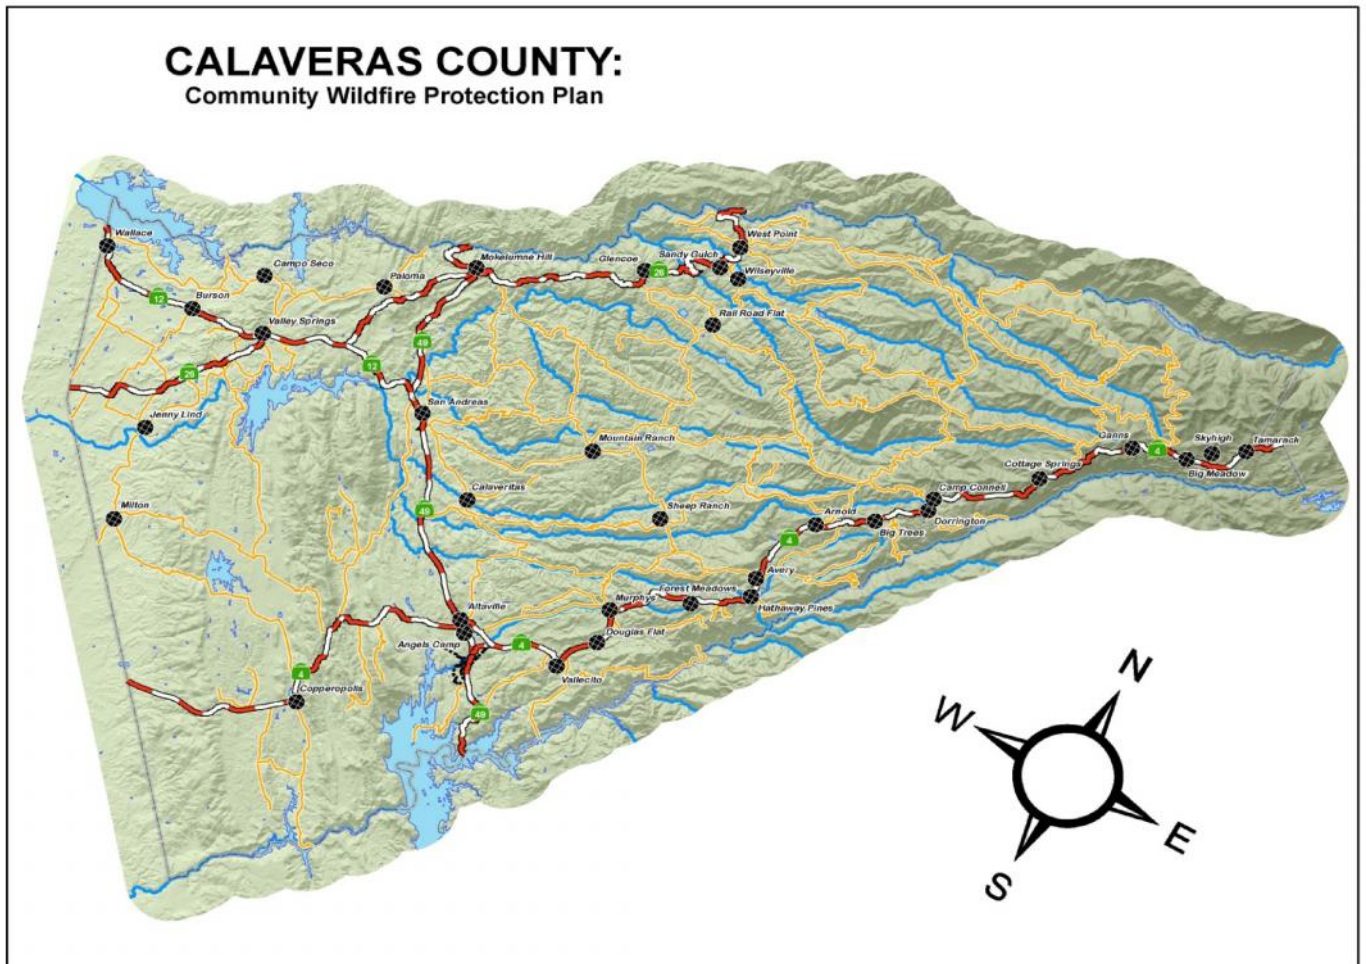 CALAVERAS COUNTY:
Community Wildfire Protection Plan
Wallace
Campo Seco
Paloma
Mokelumne Hill
Glencoe
Sandy Gulch
West Point
26
Wilseyville
12
Burson
Valley Springs
Rail Road Flat
49
12
26
San Andreas
Jenny Lind
Mountain Ranch
Ganns
4
Skyhigh
Tamarack
Big Meadow
Cottage Springs
Calaveritas
Camp Connell
Milton
49
Sheep Ranch
Arnold
Dorrington
Big Trees
4
Avery
Forest Meadows
Murphys
Hathaway Pines
Altaville
Angels Camp
4
Douglas Flat
Vallecito
4
Copperopolis
49
N
W
E
S